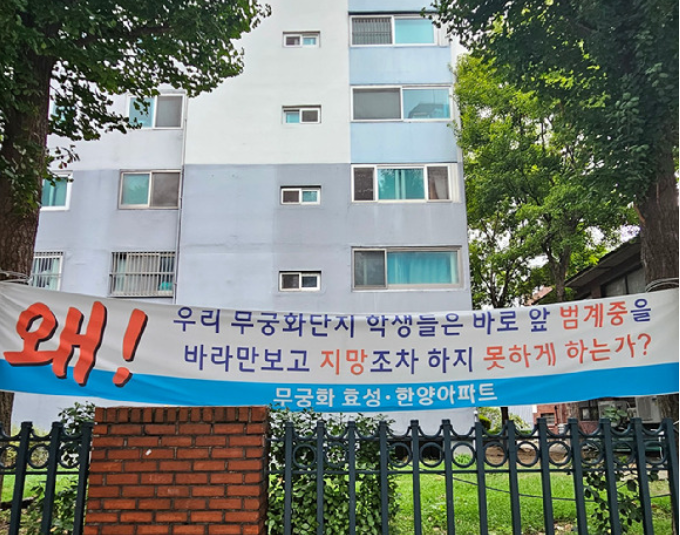 왜! 우리 무궁화단지 학생들은 바로 앞 범계중을
바라만보고 지망조차 하지 못하게 하는가?
무궁화 효성·한양아파트